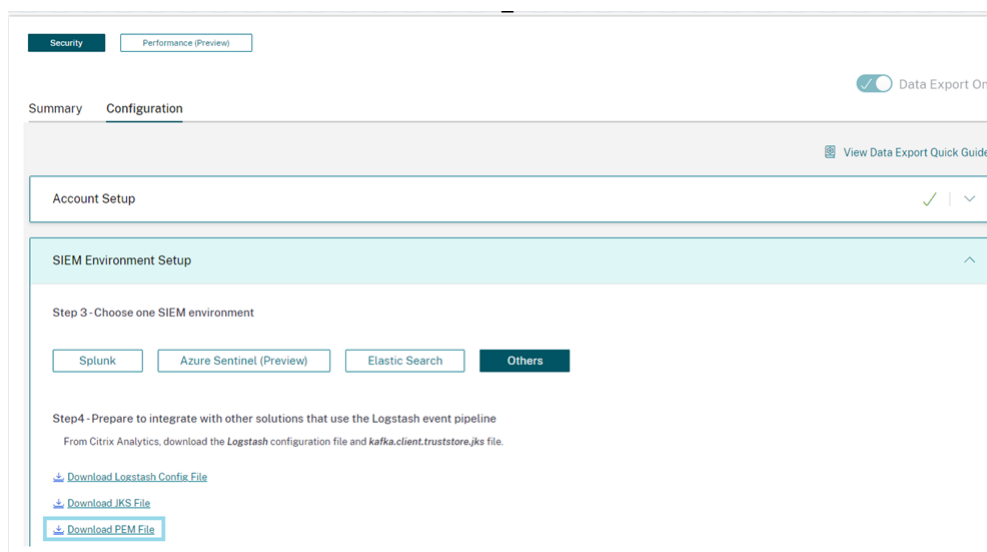 Security
Performance (Preview)
Data Export On
Summary
Configuration
View Data Export Quick Guide
Account Setup
SIEM Environment Setup
Step 3 - Choose one SIEM environment
Splunk
Azure Sentinel (Preview)
Elastic Search
Others
Step4 - Prepare to integrate with other solutions that use the Logstash event pipeline
From Citrix Analytics, download the Logstash configuration file and kafka.client.truststore.jks file.
Download Logstash Config File
Download JKS File
Download PEM File